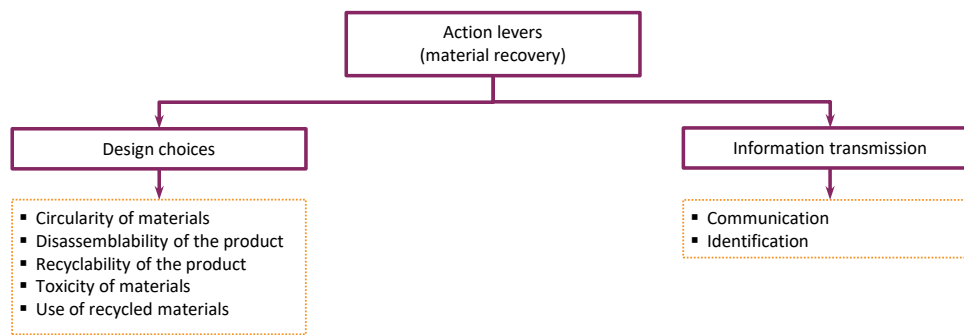 Action levers
(material recovery)
Design choices
Information transmission
▪ Circularity of materials
▪ Disassemblability of the product
▪ Recyclability of the product
▪ Toxicity of materials
▪ Use of recycled materials
▪ Communication
▪ Identification